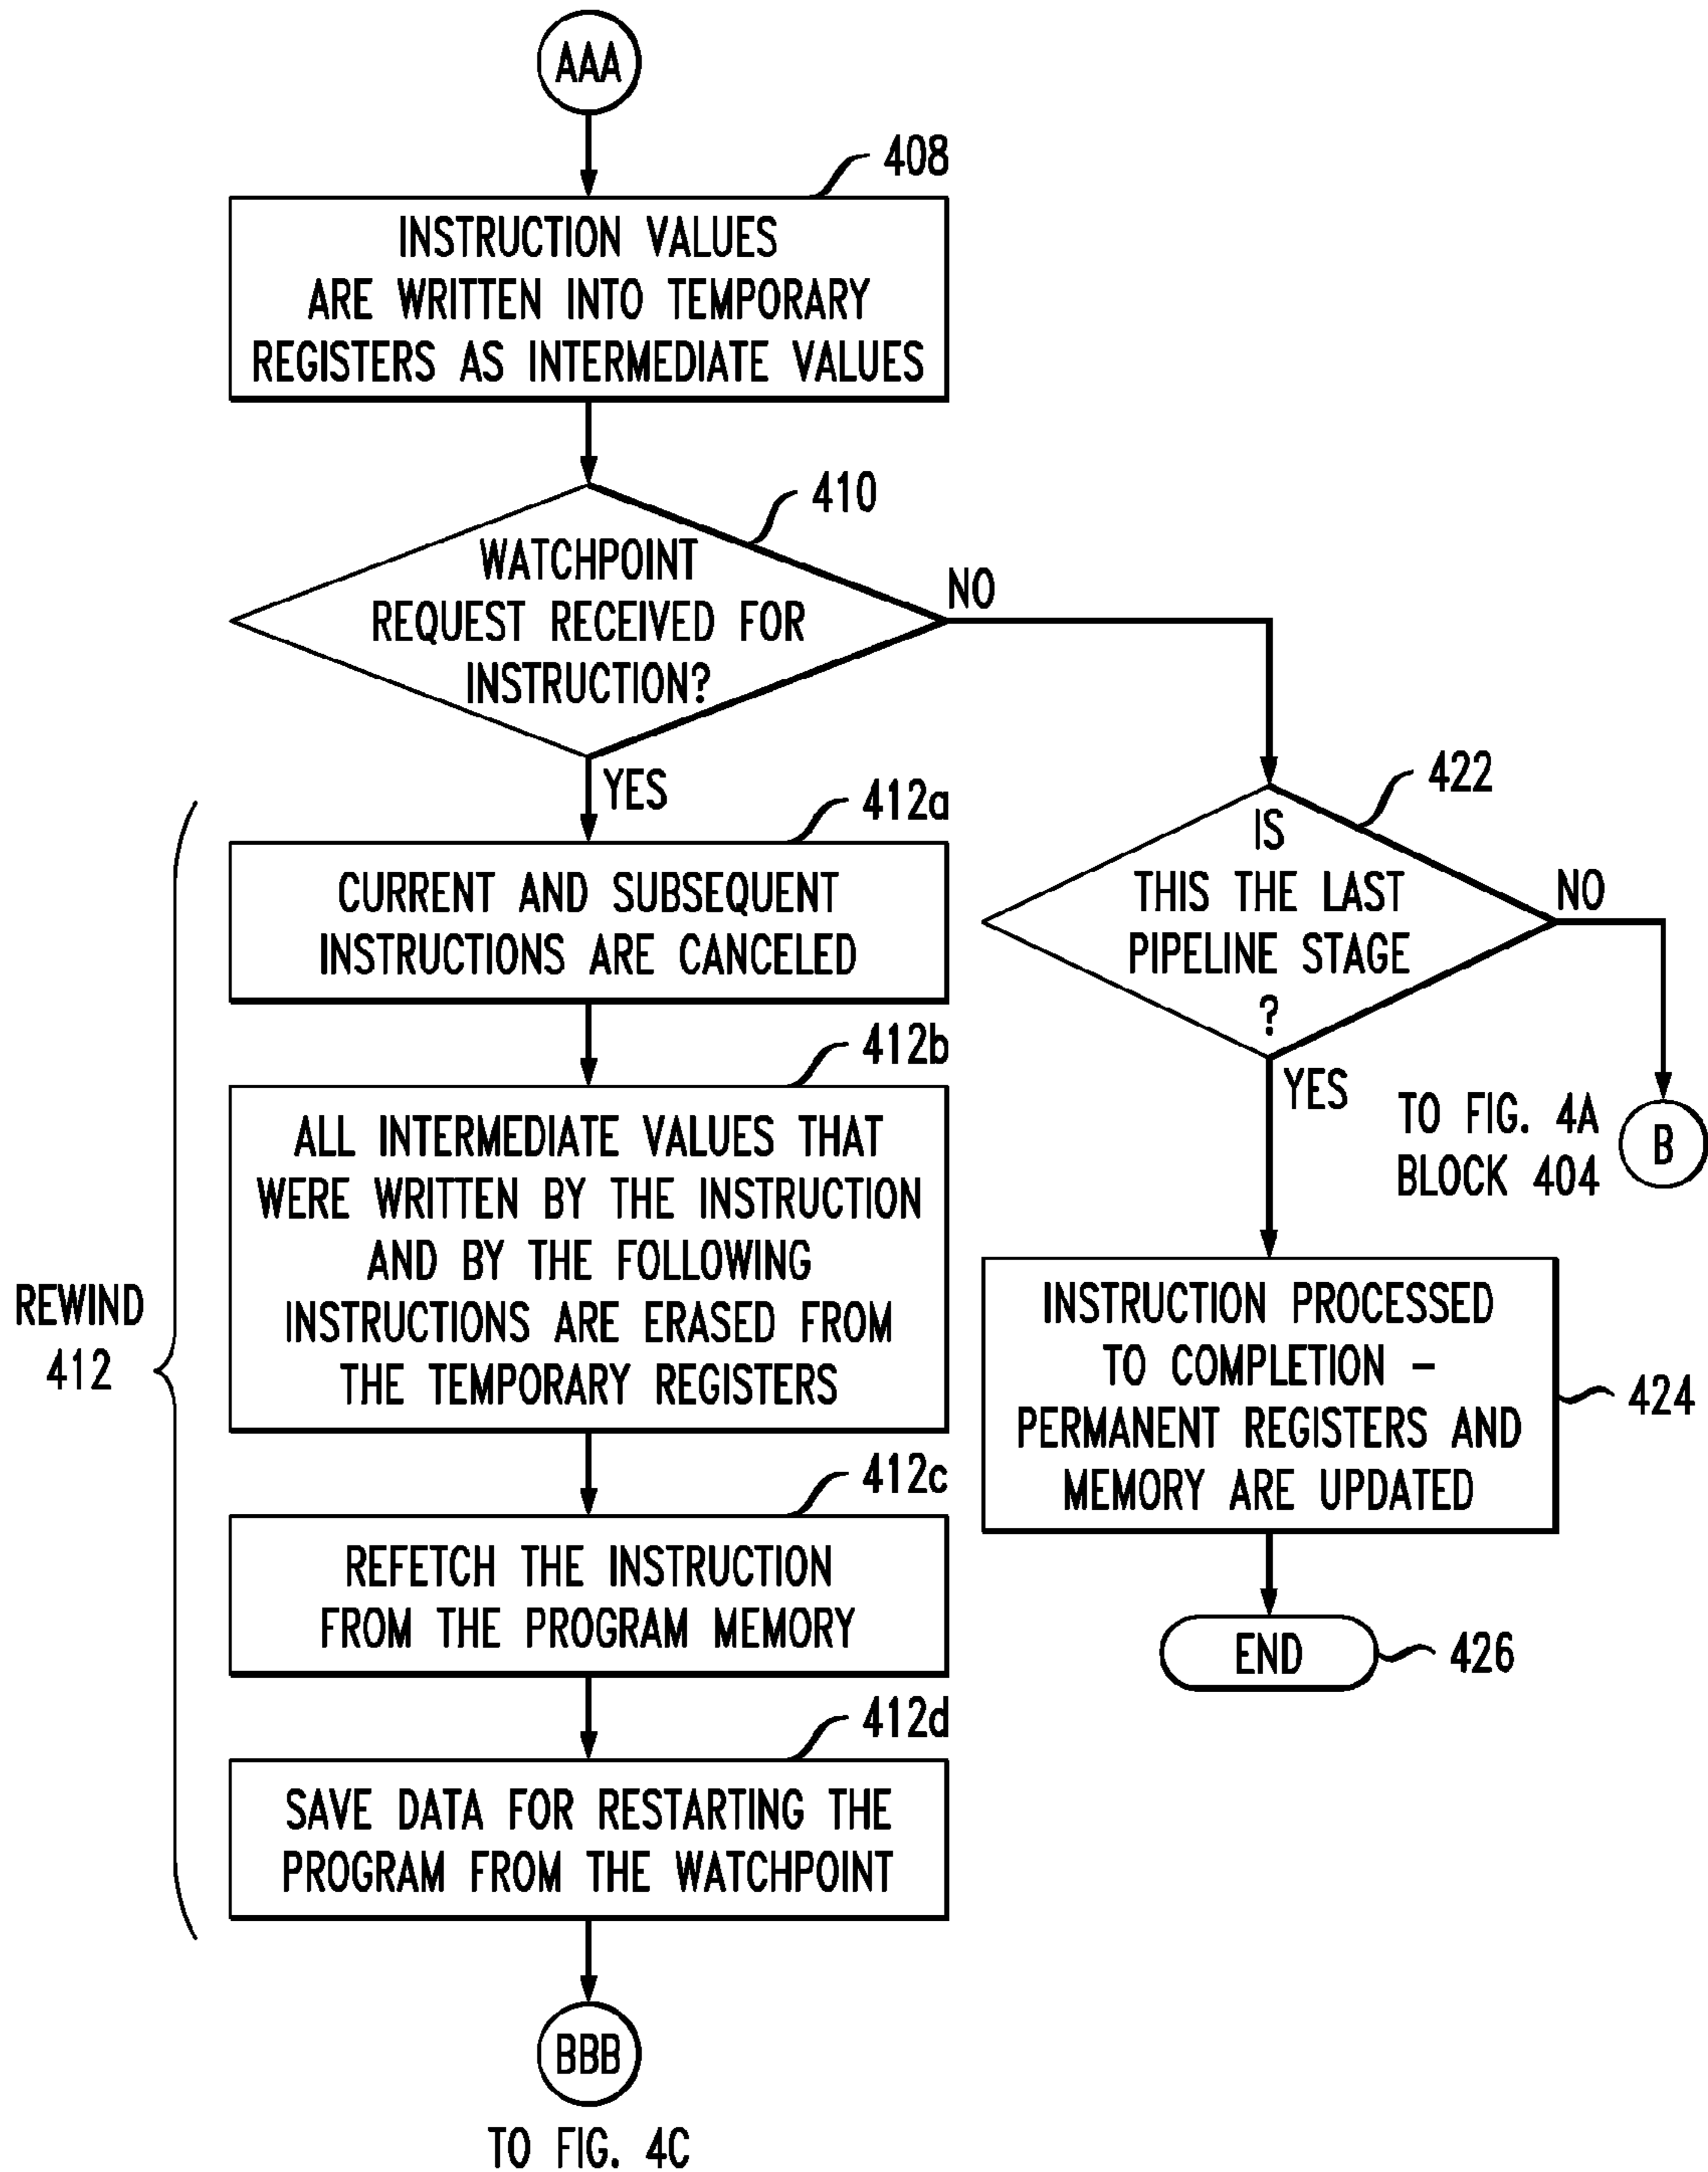 AAA
408
INSTRUCTION VALUES
ARE WRITTEN INTO TEMPORARY
REGISTERS AS INTERMEDIATE VALUES
410
WATCHPOINT
REQUEST RECEIVED FOR
INSTRUCTION?
NO
YES
422
IS
THIS THE LAST
PIPELINE STAGE
?
NO
YES
TO FIG. 4A
BLOCK 404
B
REWIND
412
412a
CURRENT AND SUBSEQUENT
INSTRUCTIONS ARE CANCELED
412b
ALL INTERMEDIATE VALUES THAT
WERE WRITTEN BY THE INSTRUCTION
AND BY THE FOLLOWING
INSTRUCTIONS ARE ERASED FROM
THE TEMPORARY REGISTERS
412c
REFETCH THE INSTRUCTION
FROM THE PROGRAM MEMORY
412d
SAVE DATA FOR RESTARTING THE
PROGRAM FROM THE WATCHPOINT
BBB
TO FIG. 4C
INSTRUCTION PROCESSED
TO COMPLETION –
PERMANENT REGISTERS AND
MEMORY ARE UPDATED
424
END
426